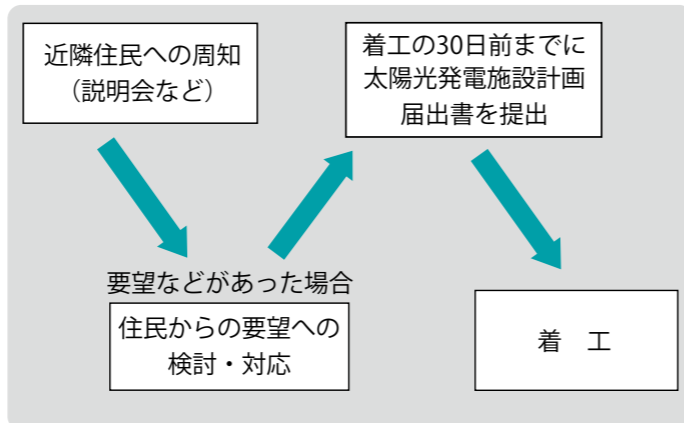 近隣住民への周知
（説明会など）
要望などがあった場合
住民からの要望への
検討・対応
着工の30日前までに
太陽光発電施設計画
届出書を提出
着　工